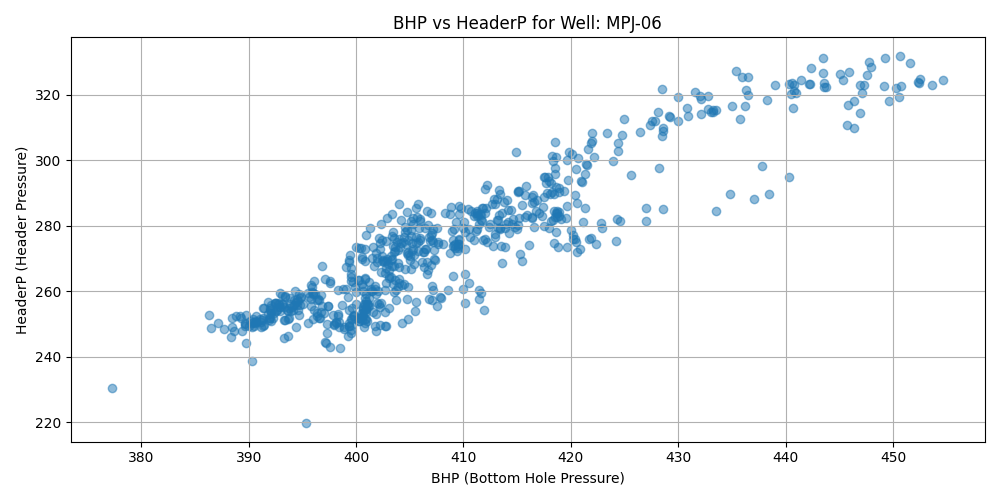 BHP vs HeaderP for Well: MPJ-06
HeaderP (Header Pressure)
320
300
280
260
240
220
380 390 400 410 420 430 440 450
BHP (Bottom Hole Pressure)